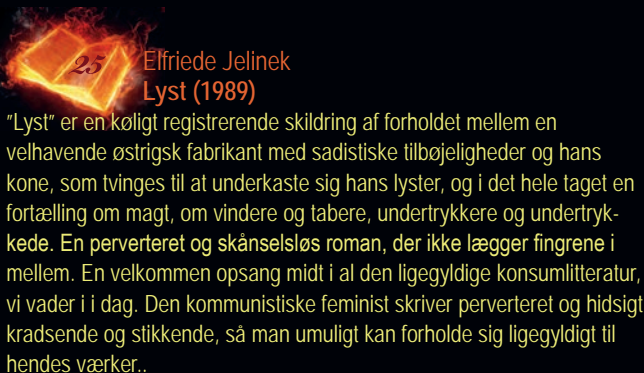 25
Elfriede Jelinek
Lyst (1989)
"Lyst" er en køligt registrerende skildring af forholdet mellem en
velhavende østrigsk fabrikant med sadistiske tilbøjeligheder og hans
kone, som tvinges til at underkaste sig hans lyster, og i det hele taget en
fortælling om magt, om vindere og tabere, undertrykkere og undertryk-
kede. En perverteret og skånselsløs roman, der ikke lægger fingrene i
mellem. En velkommen opsang midt i al den ligegyldige konsumlitteratur,
vi vader i i dag. Den kommunistiske feminist skriver perverteret og hidsigt
kradsende og stikkende, så man umuligt kan forholde sig ligegyldigt til
hendes værker..